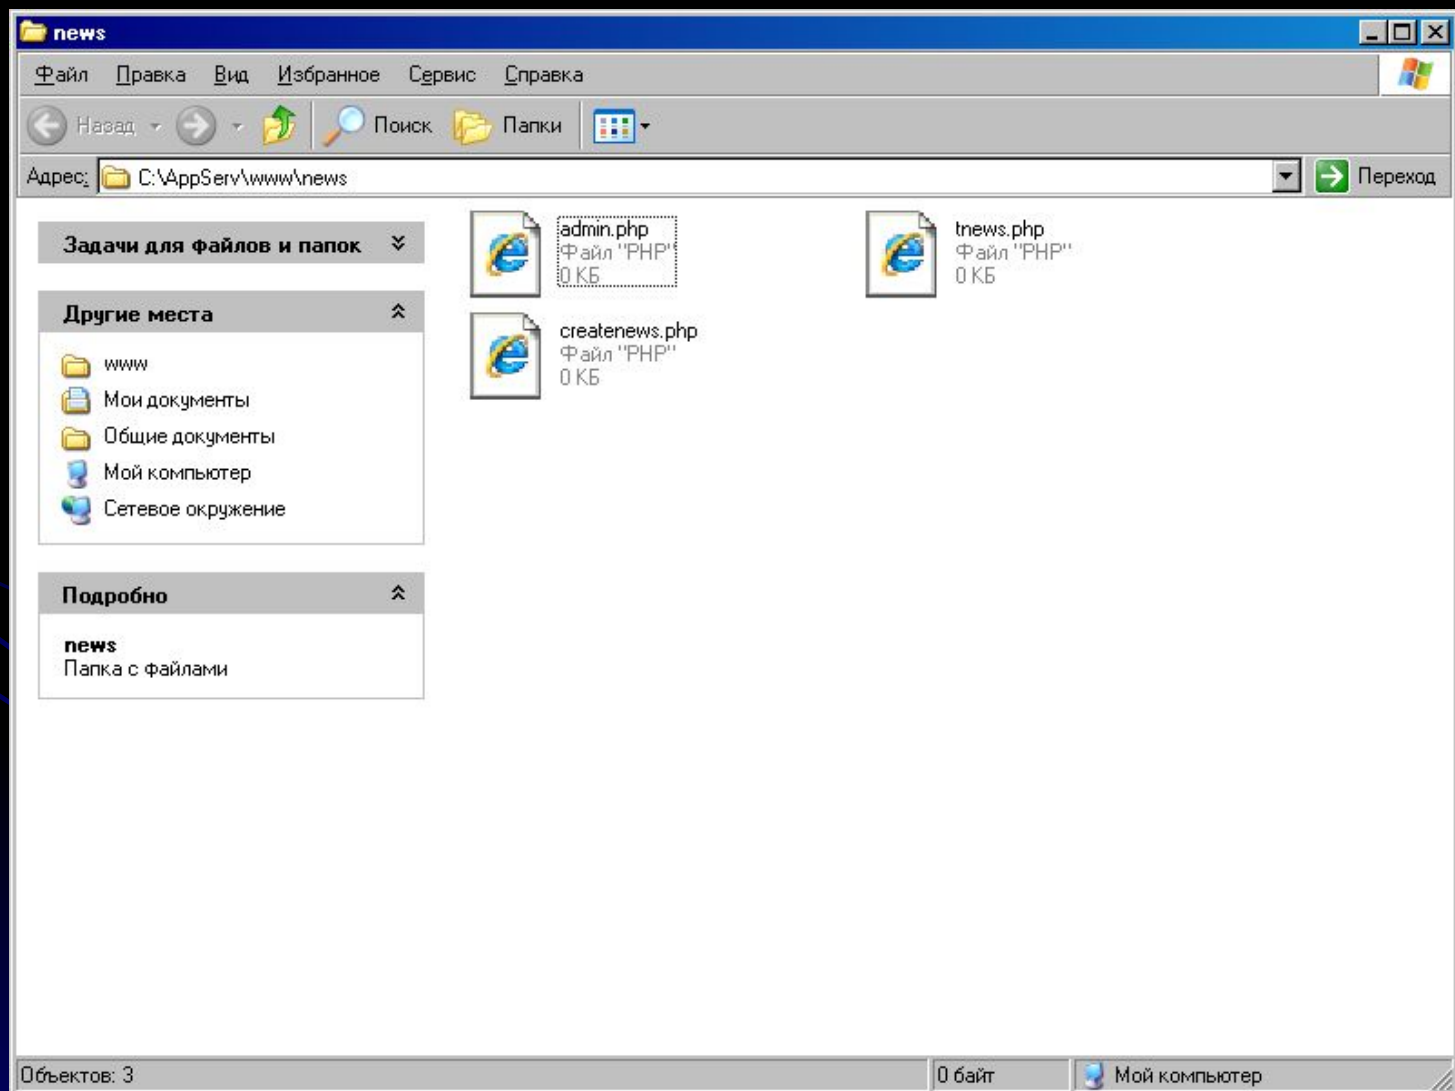 news
Файл Правка Вид Избранное Сервис Справка
Назад Поиск Папки
Адрес: C:\AppServ\www\news Переход
Задачи для файлов и папок
Другие места
www
Мои документы
Общие документы
Мой компьютер
Сетевое окружение
Подробно
news
Папка с файлами
admin.php
Файл "PHP"
0 КБ
tnews.php
Файл "PHP"
0 КБ
createnews.php
Файл "PHP"
0 КБ
Объектов: 3 0 байт Мой компьютер